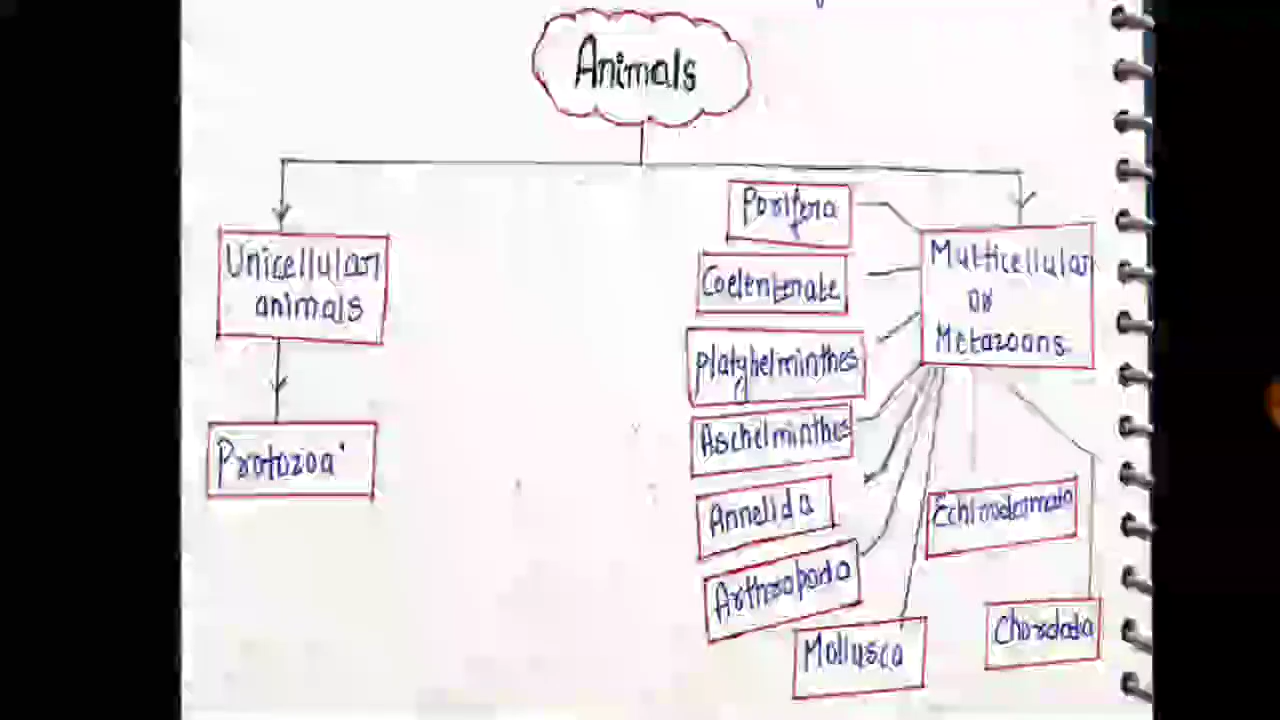 Animals
Unicellular
animals
Protozoa
Porifera
Coelenterate
Platyhelminthes
Aschelminthes
Annelida
Arthropoda
Mollusca
Multicellular
or
Metazoans.
Echinodermata
Chordata